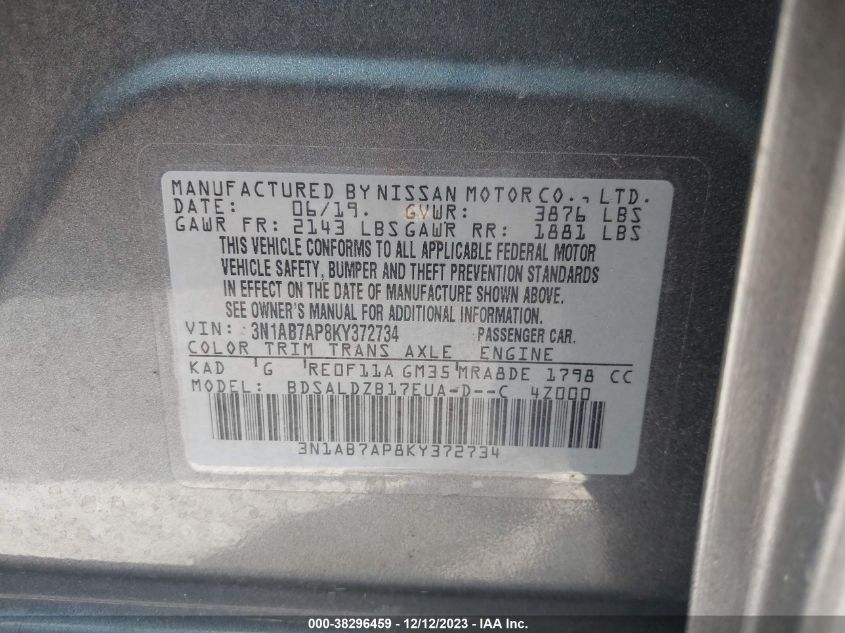 MANUFACTURED BY NISSAN MOTOR CO., LTD.
DATE: 06/19. GVWR: 3876 LBS
GAWR FR: 2143 LBS GAWR RR: 1881 LBS
THIS VEHICLE CONFORMS TO ALL APPLICABLE FEDERAL MOTOR
VEHICLE SAFETY, BUMPER AND THEFT PREVENTION STANDARDS
IN EFFECT ON THE DATE OF MANUFACTURE SHOWN ABOVE.
SEE OWNER'S MANUAL FOR ADDITIONAL INFORMATION.
VIN: 3N1AB7AP8KY372734 PASSENGER CAR.
COLOR TRIM TRANS AXLE ENGINE
KAD G RE0F11A GM35 MRA8DE 1798 CC
MODEL: BDSALDZB17EUA-D--C 4Z000
3N1AB7AP8KY372734
000-38296459 - 12/12/2023 - IAA Inc.